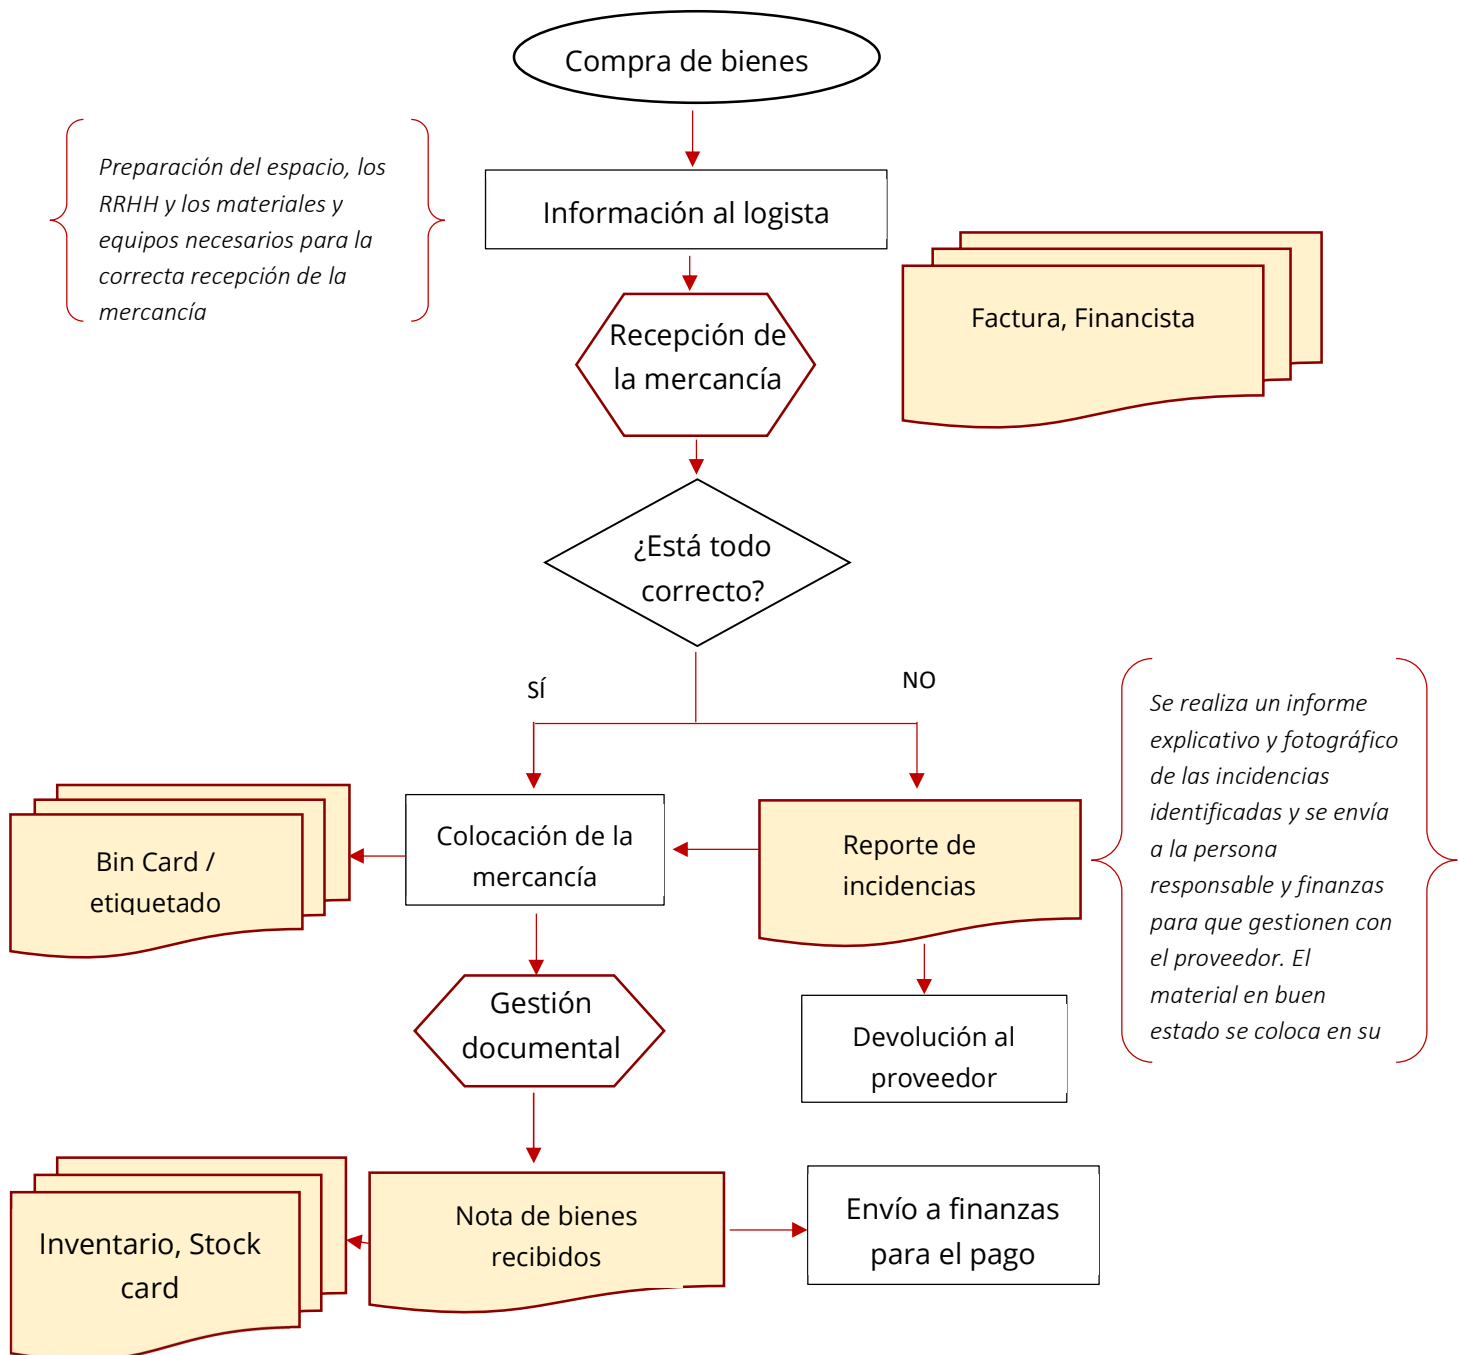 Compra de bienes
Preparación del espacio, los
RRHH y los materiales y
equipos necesarios para la
correcta recepción de la
mercancía
Información al logista
Factura, Financista
Recepción de
la mercancía
¿Está todo
correcto?
SÍ
NO
Se realiza un informe
explicativo y fotográfico
de las incidencias
identificadas y se envía
a la persona
responsable y finanzas
para que gestionen con
el proveedor. El
material en buen
estado se coloca en su
Bin Card /
etiquetado
Colocación de la
mercancía
Reporte de
incidencias
Gestión
documental
Devolución al
proveedor
Inventario, Stock
card
Nota de bienes
recibidos
Envío a finanzas
para el pago